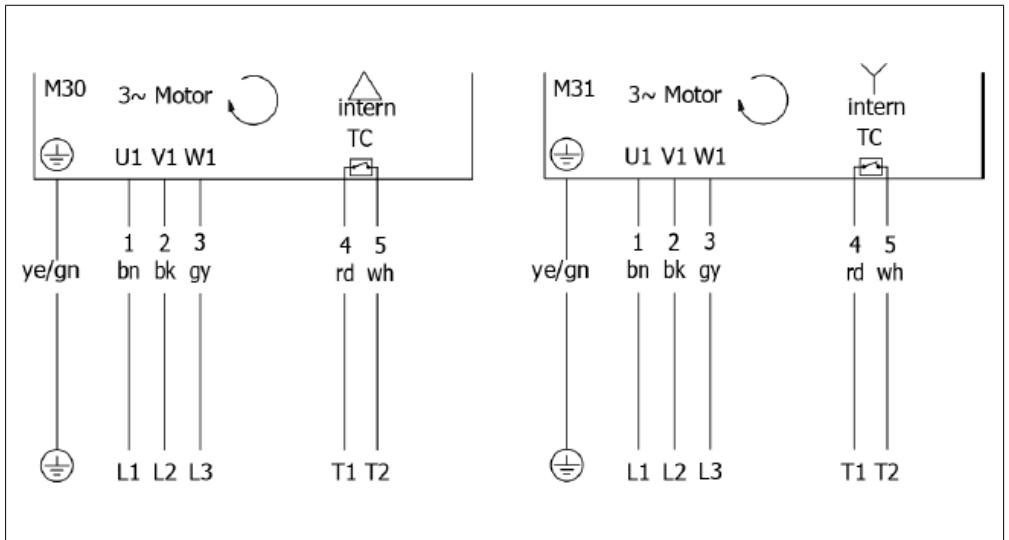 M30 3~ Motor intern
TC
U1 V1 W1
1 2 3 4 5
ye/gn bn bk gy rd wh
L1 L2 L3 T1 T2
M31 3~ Motor intern
TC
U1 V1 W1
1 2 3 4 5
ye/gn bn bk gy rd wh
L1 L2 L3 T1 T2